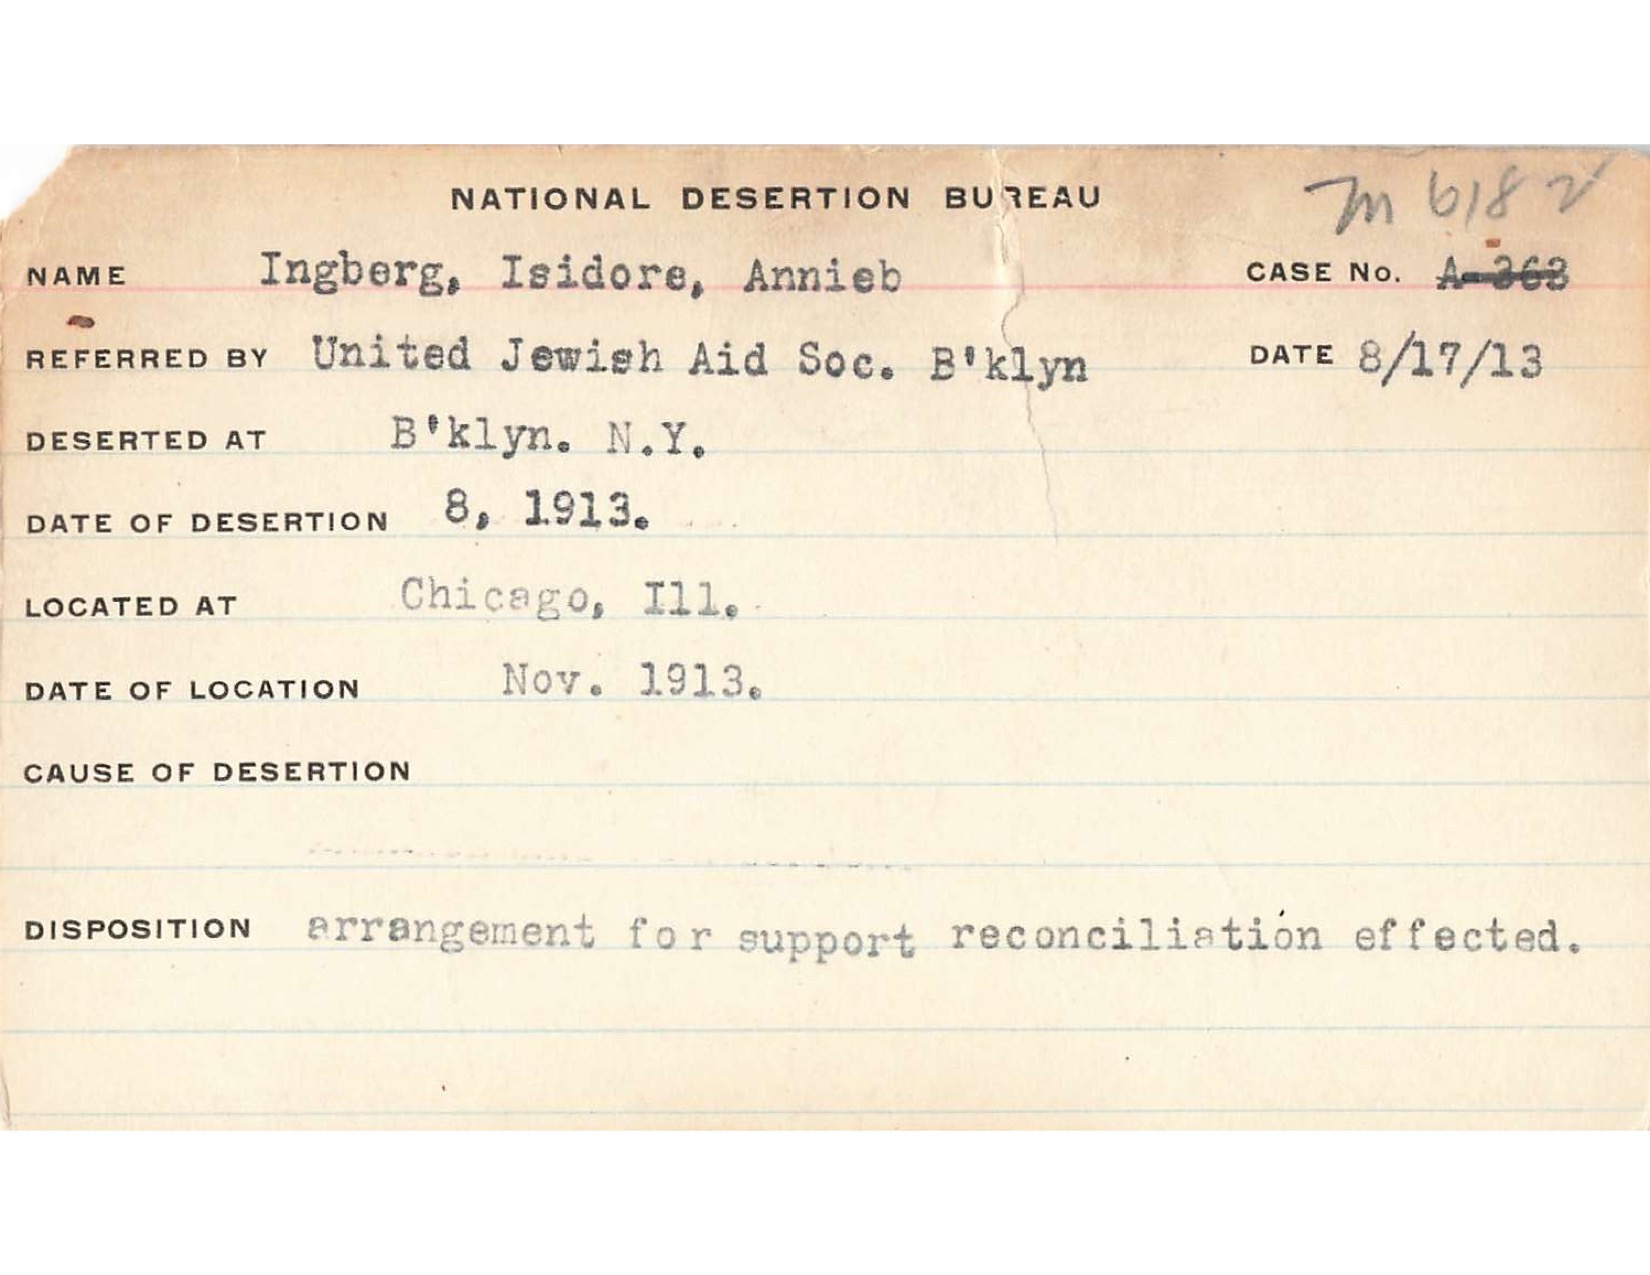 NATIONAL DESERTION BUREAU M 6182
NAME Ingberg, Isidore, Annieb CASE No. A-363
REFERRED BY United Jewish Aid Soc. B'klyn DATE 8/17/13
DESERTED AT B'klyn. N.Y.
DATE OF DESERTION 8, 1913.
LOCATED AT Chicago, Ill.
DATE OF LOCATION Nov. 1913.
CAUSE OF DESERTION
DISPOSITION arrangement for support reconciliation effected.